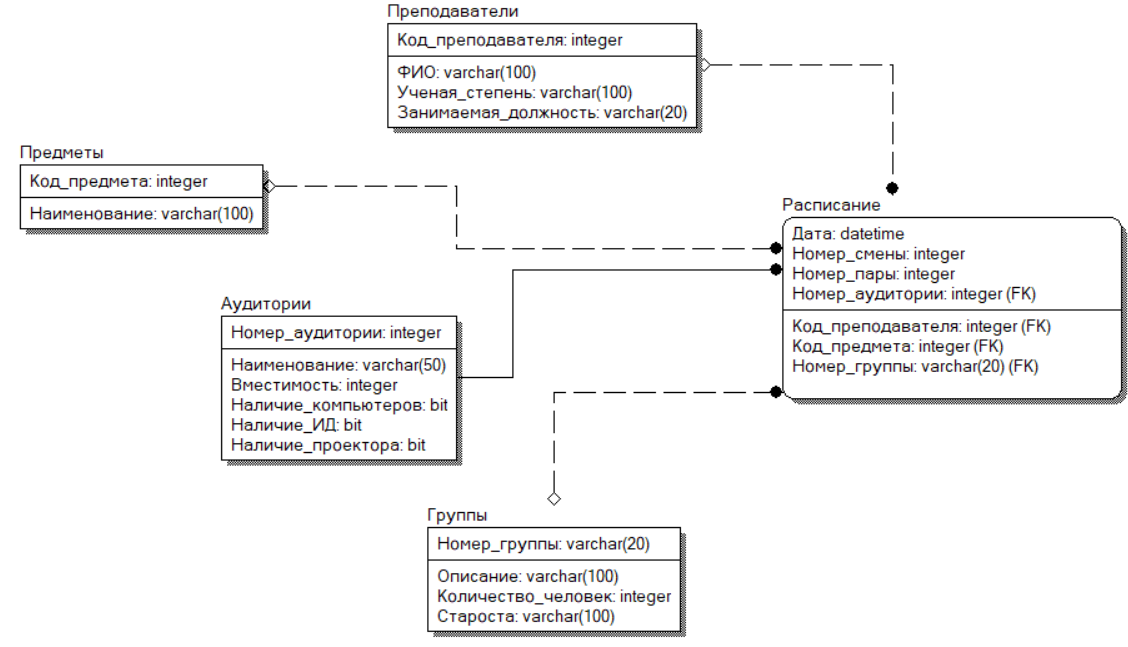 Преподаватели
Код_преподавателя: integer
ФИО: varchar(100)
Ученая_степень: varchar(100)
Занимаемая_должность: varchar(20)
Предметы
Код_предмета: integer
Наименование: varchar(100)
Расписание
Дата: datetime
Номер_смены: integer
Номер_пары: integer
Номер_аудитории: integer (FK)
Код_преподавателя: integer (FK)
Код_предмета: integer (FK)
Номер_группы: varchar(20) (FK)
Аудитории
Номер_аудитории: integer
Наименование: varchar(50)
Вместимость: integer
Наличие_компьютеров: bit
Наличие_ИД: bit
Наличие_проектора: bit
Группы
Номер_группы: varchar(20)
Описание: varchar(100)
Количество_человек: integer
Староста: varchar(100)